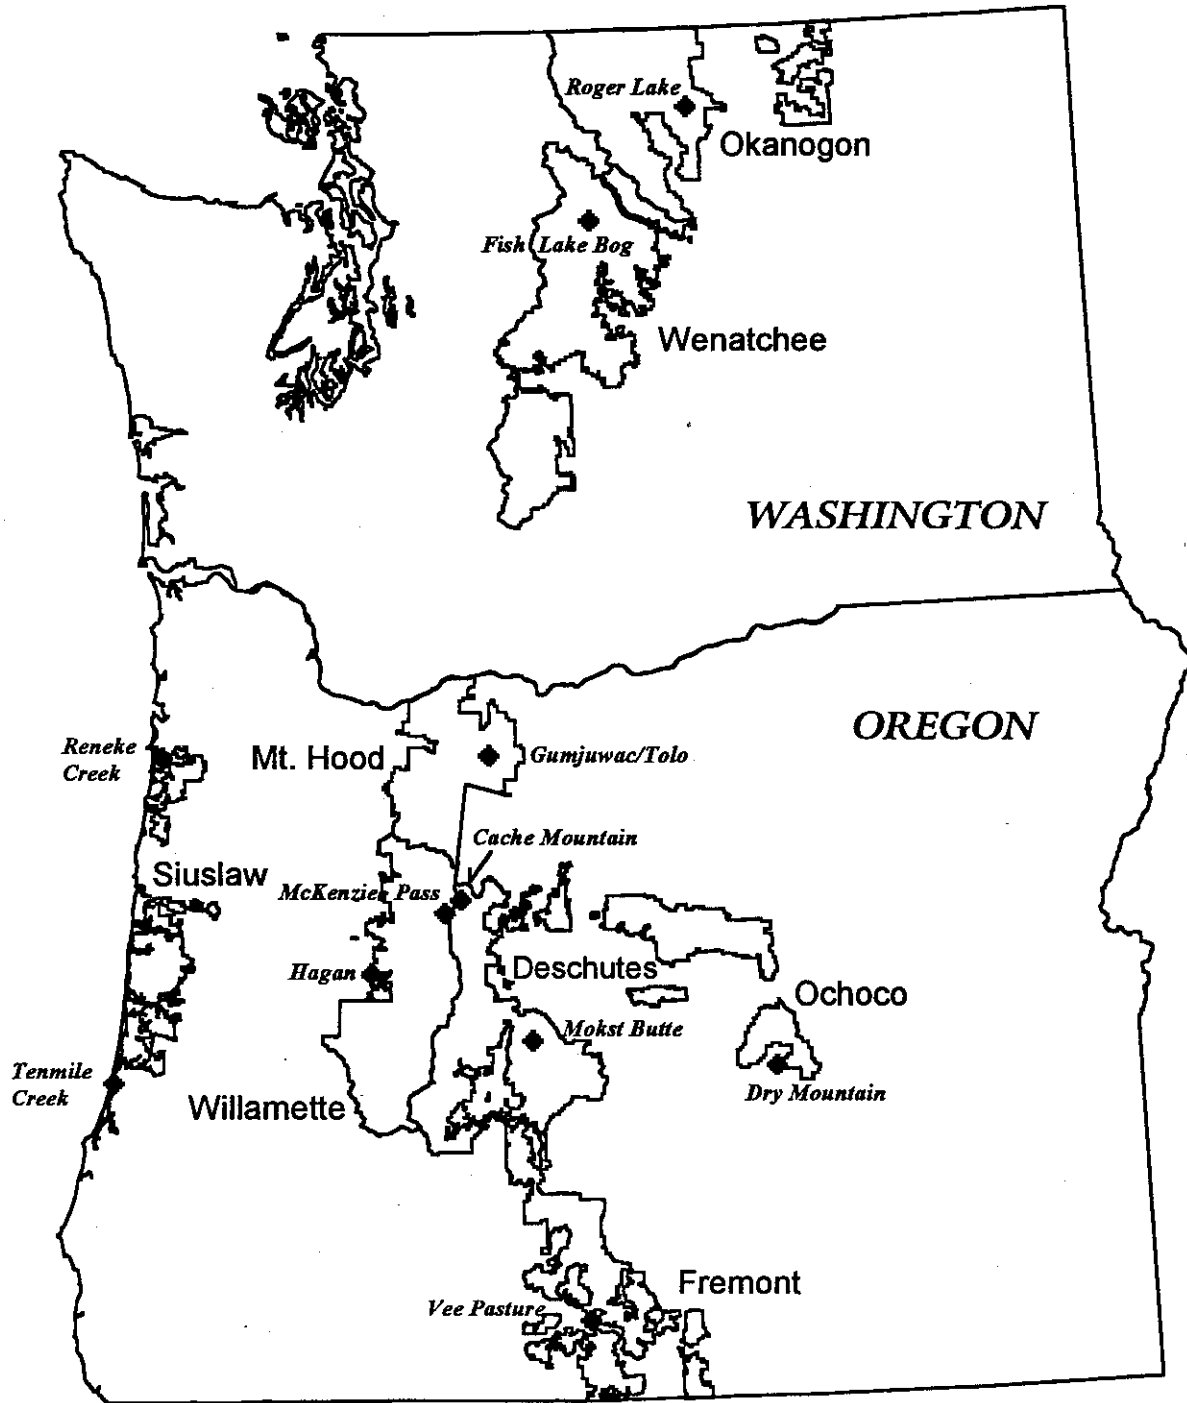 Roger Lake
Okanogon
Fish Lake Bog
Wenatchee
WASHINGTON
OREGON
Reneke
Creek
Mt. Hood
Gumjuwac/Tolo
Cache Mountain
Siuslaw
McKenzie Pass
Hagan
Deschutes
Ochoco
Mokst Butte
Tenmile
Creek
Willamette
Dry Mountain
Fremont
Vee Pasture